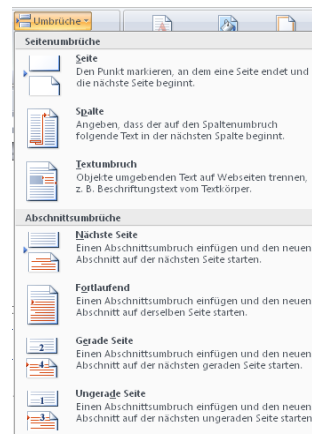 Umbrüche
Seitenumbrüche
Seite
Den Punkt markieren, an dem eine Seite endet und
die nächste Seite beginnt.
Spalte
Angeben, dass der auf den Spaltenumbruch
folgende Text in der nächsten Spalte beginnt.
Textumbruch
Objekte umgebenden Text auf Webseiten trennen,
z. B. Beschriftungstext vom Textkörper.
Abschnittsumbrüche
Nächste Seite
Einen Abschnittsumbruch einfügen und den neuen
Abschnitt auf der nächsten Seite starten.
Fortlaufend
Einen Abschnittsumbruch einfügen und den neuen
Abschnitt auf derselben Seite starten.
2
4
Gerade Seite
Einen Abschnittsumbruch einfügen und den neuen
Abschnitt auf der nächsten geraden Seite starten.
1
3
Ungerade Seite
Einen Abschnittsumbruch einfügen und den neuen
Abschnitt auf der nächsten ungeraden Seite starten